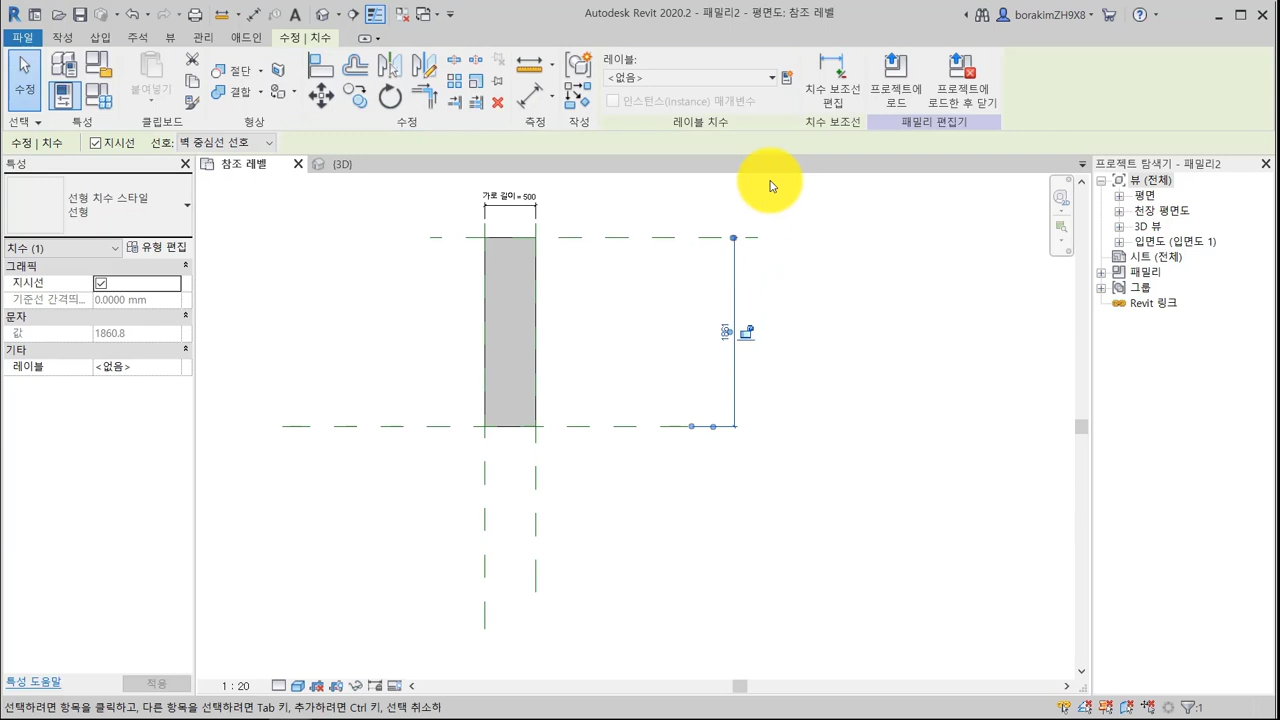 Autodesk Revit 2020.2 - 패밀리2 - 평면도: 참조 레벨
borakimZH9X8
파일
작성
삽입
주석
뷰
관리
애드인
수정 | 치수
수정
붙여넣기
절단
결합
레이블:
<없음>
인스턴스(Instance) 매개변수
치수 보조선
편집
프로젝트에
로드
프로젝트에
로드한 후 닫기
선택
특성
클립보드
형상
수정
측정
작성
레이블 치수
치수 보조선
패밀리 편집기
수정 | 치수
지시선
선호:
벽 중심선 선호
특성
참조 레벨
(3D)
프로젝트 탐색기 - 패밀리2
선형 치수 스타일
선형
치수 (1)
유형 편집
그래픽
지시선
기준선 간격띄...
0.0000 mm
문자
값
1860.8
기타
레이블
<없음>
가로 길이 = 500
1861
뷰 (전체)
평면
천장 평면도
3D 뷰
입면도 (입면도 1)
시트 (전체)
패밀리
그룹
Revit 링크
특성 도움말
적용
1 : 20
선택하려면 항목을 클릭하고, 다른 항목을 선택하려면 Tab 키, 추가하려면 Ctrl 키, 선택 취소하
:1